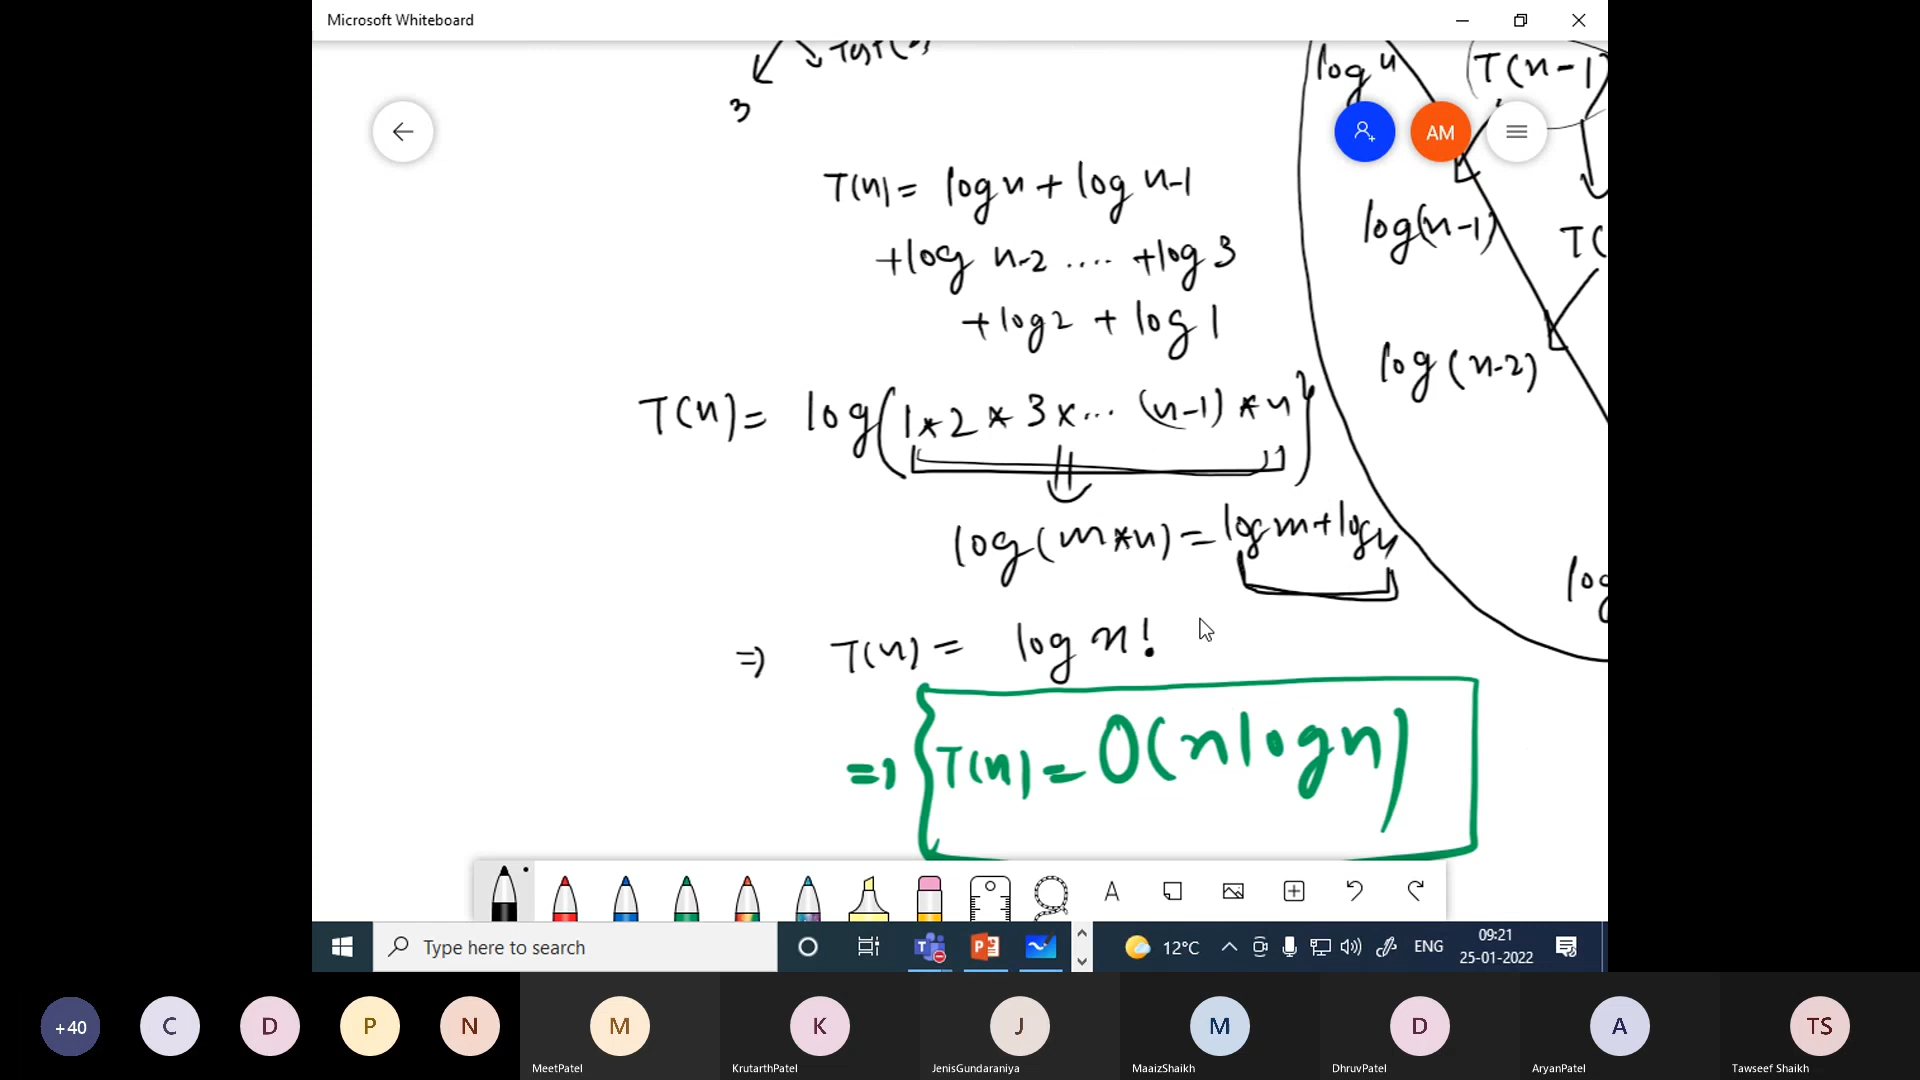 Microsoft Whiteboard
3
log n
T(n-1)
AM
T(n) = log n + log n-1
+ log n-2 .... + log 3
+ log 2 + log 1
log(n-1)
T(
log (n-2)
T(n) = log(1 * 2 * 3 x ... (n-1) * n)
log(m*n) = log m + log n
log
=> T(n) = log n!
=> T(n) = O(n log n)
A
Type here to search
12°C
ENG
09:21
25-01-2022
+40
C
D
P
N
M
K
J
M
D
A
TS
MeetPatel
KrutarthPatel
JenisGundaraniya
MaaizShaikh
DhruvPatel
AryanPatel
Tawseef Shaikh